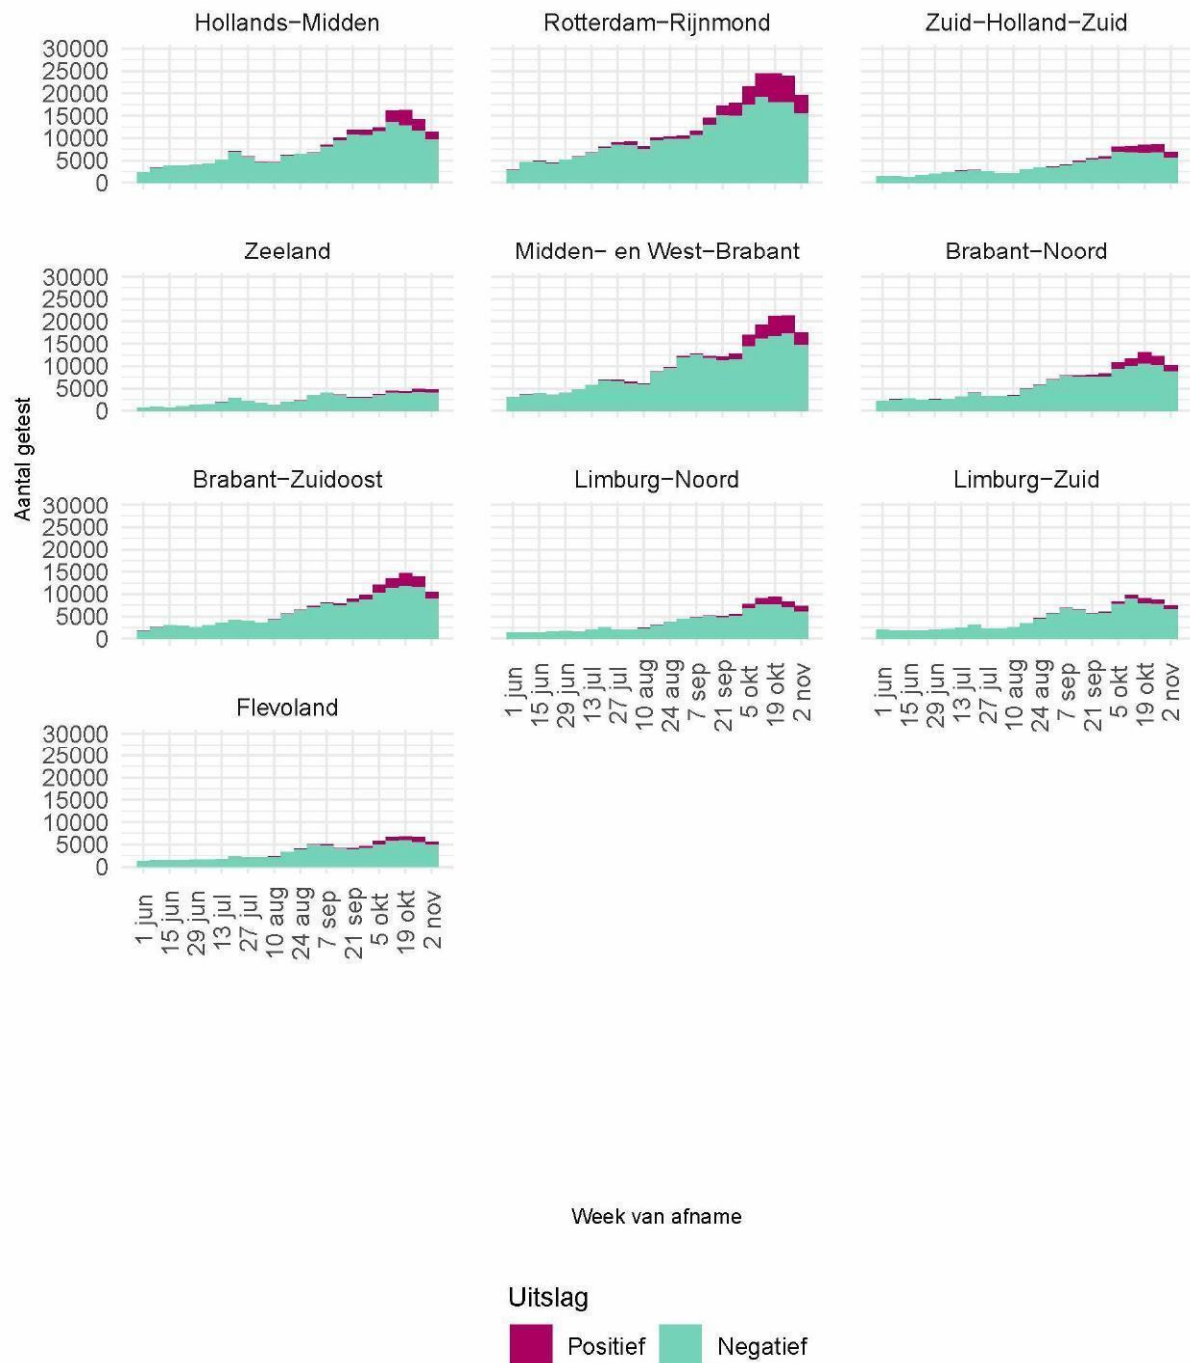 Hollands−Midden
Rotterdam−Rijnmond
Zuid−Holland−Zuid
30000
25000
20000
15000
10000
5000
0
Zeeland
Midden− en West−Brabant
Brabant−Noord
30000
25000
20000
15000
10000
5000
0
Aantal getest
Brabant−Zuidoost
Limburg−Noord
Limburg−Zuid
30000
25000
20000
15000
10000
5000
0
1 jun
15 jun
29 jun
13 jul
27 jul
10 aug
24 aug
7 sep
21 sep
5 okt
19 okt
2 nov
1 jun
15 jun
29 jun
13 jul
27 jul
10 aug
24 aug
7 sep
21 sep
5 okt
19 okt
2 nov
Flevoland
30000
25000
20000
15000
10000
5000
0
1 jun
15 jun
29 jun
13 jul
27 jul
10 aug
24 aug
7 sep
21 sep
5 okt
19 okt
2 nov
Week van afname
Uitslag
Positief
Negatief